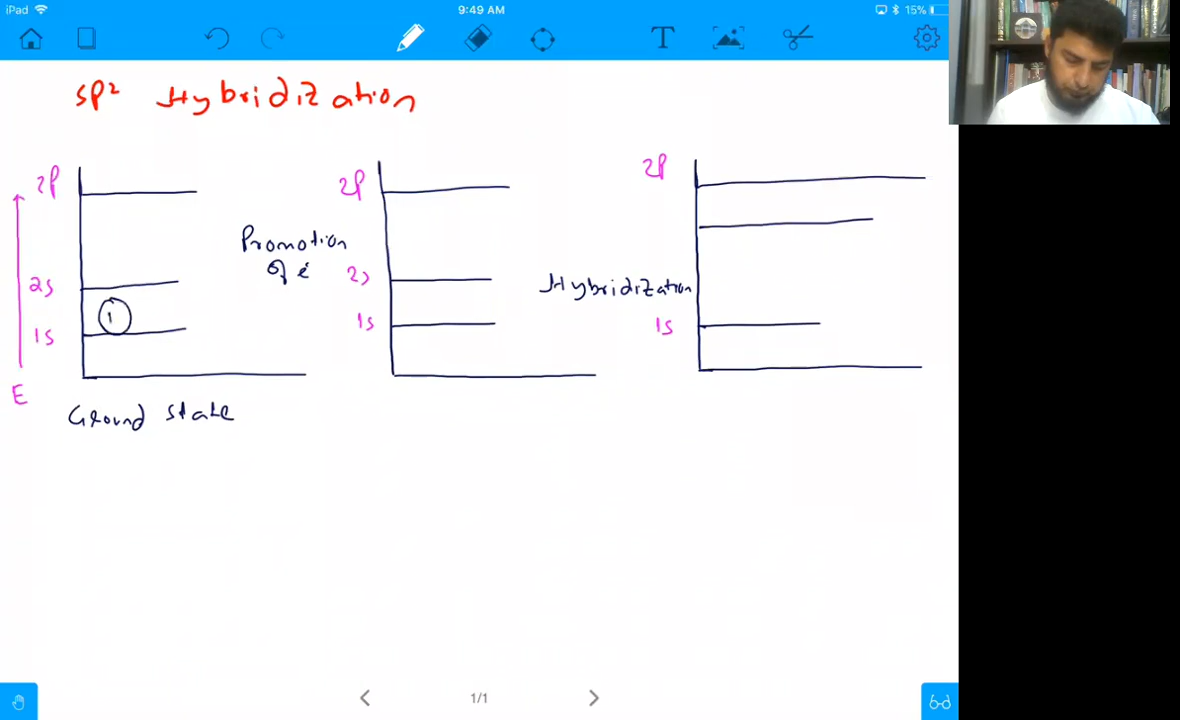 iPad
9:49 AM
15%
T
sp² Hybridization
2p
2s
1s
E
1
Ground state
Promotion
of e
2p
2s
1s
Hybridization
2p
1s
1/1